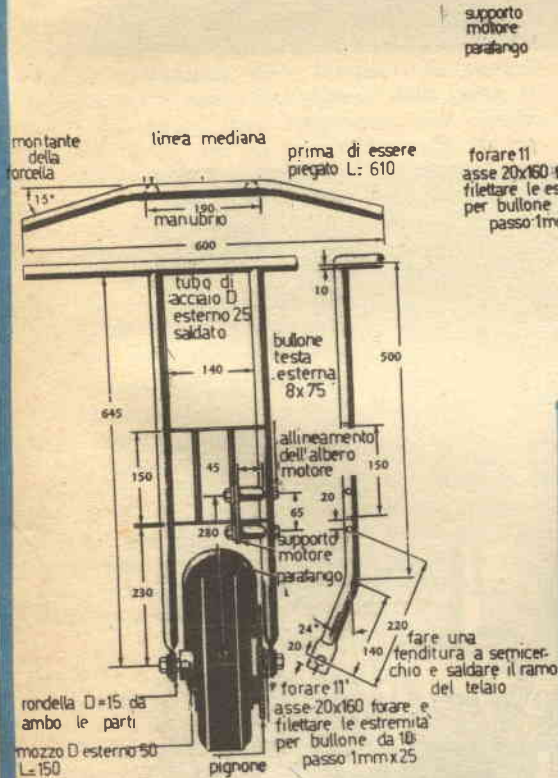 supporto
motore
parafango
montante
della
forcella
linea mediana
prima di essere
piegato L: 610
forare 11
asse 20x160 f
filettare le es
per bullone
passo 1m
15°
190
manubrio
600
tubo di
acciaio D
esterno 25
saldato
10
bullone
testa
esterna
8x75
500
140
645
allineamento
dell'albero
motore
150
45
150
20
65
280
supporto
motore
parafango
230
220
24°
20
140
fare una
fenditura a semicer-
chio e saldare il ramo
del telaio
rondella D=15 da
ambo le parti
forare 11'
asse 20x160 forare e
filettare le estremita'
per bullone da 10
passo 1mm x 25
mozzo D esterno 50
L=150
pignone